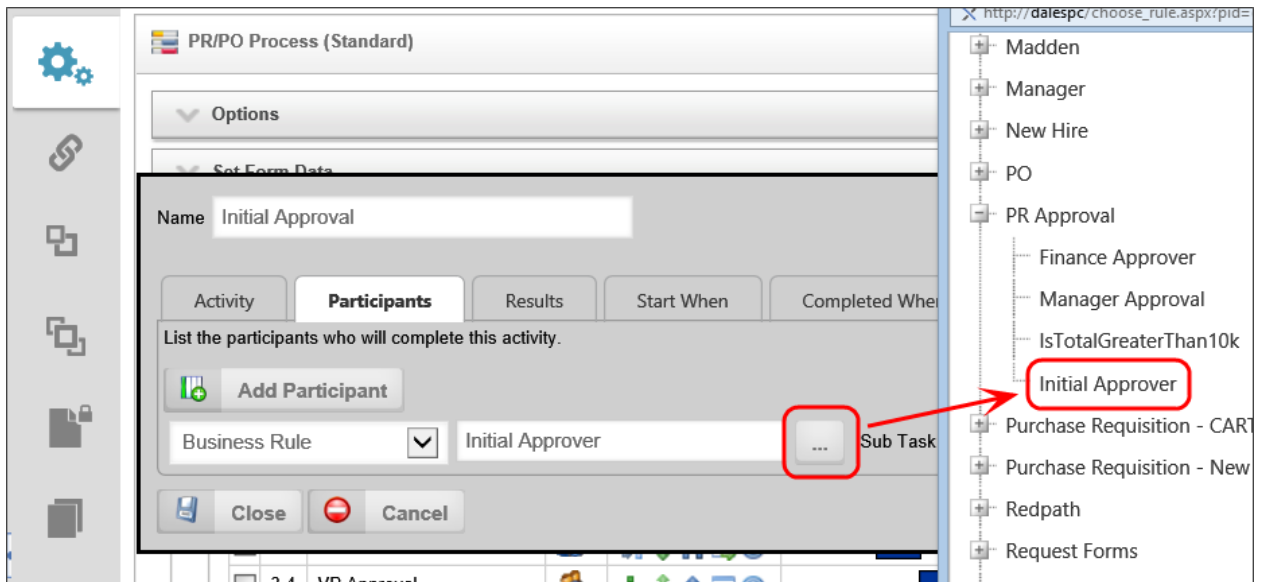 PR/PO Process (Standard)
Options
Set Form Data
Name Initial Approval
Activity Participants Results Start When Completed When
List the participants who will complete this activity.
Add Participant
Business Rule Initial Approver ... Sub Task
Close Cancel
3.4 VP Approval
http://dalespc/choose_rule.aspx?pid=
Madden
Manager
New Hire
PO
PR Approval
Finance Approver
Manager Approval
IsTotalGreaterThan10k
Initial Approver
Purchase Requisition - CART
Purchase Requisition - New
Redpath
Request Forms